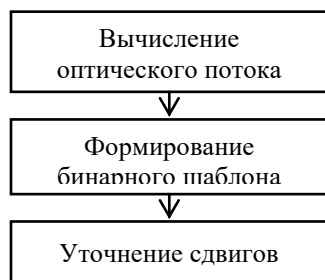 Вычисление
оптического потока
Формирование
бинарного шаблона
Уточнение сдвигов